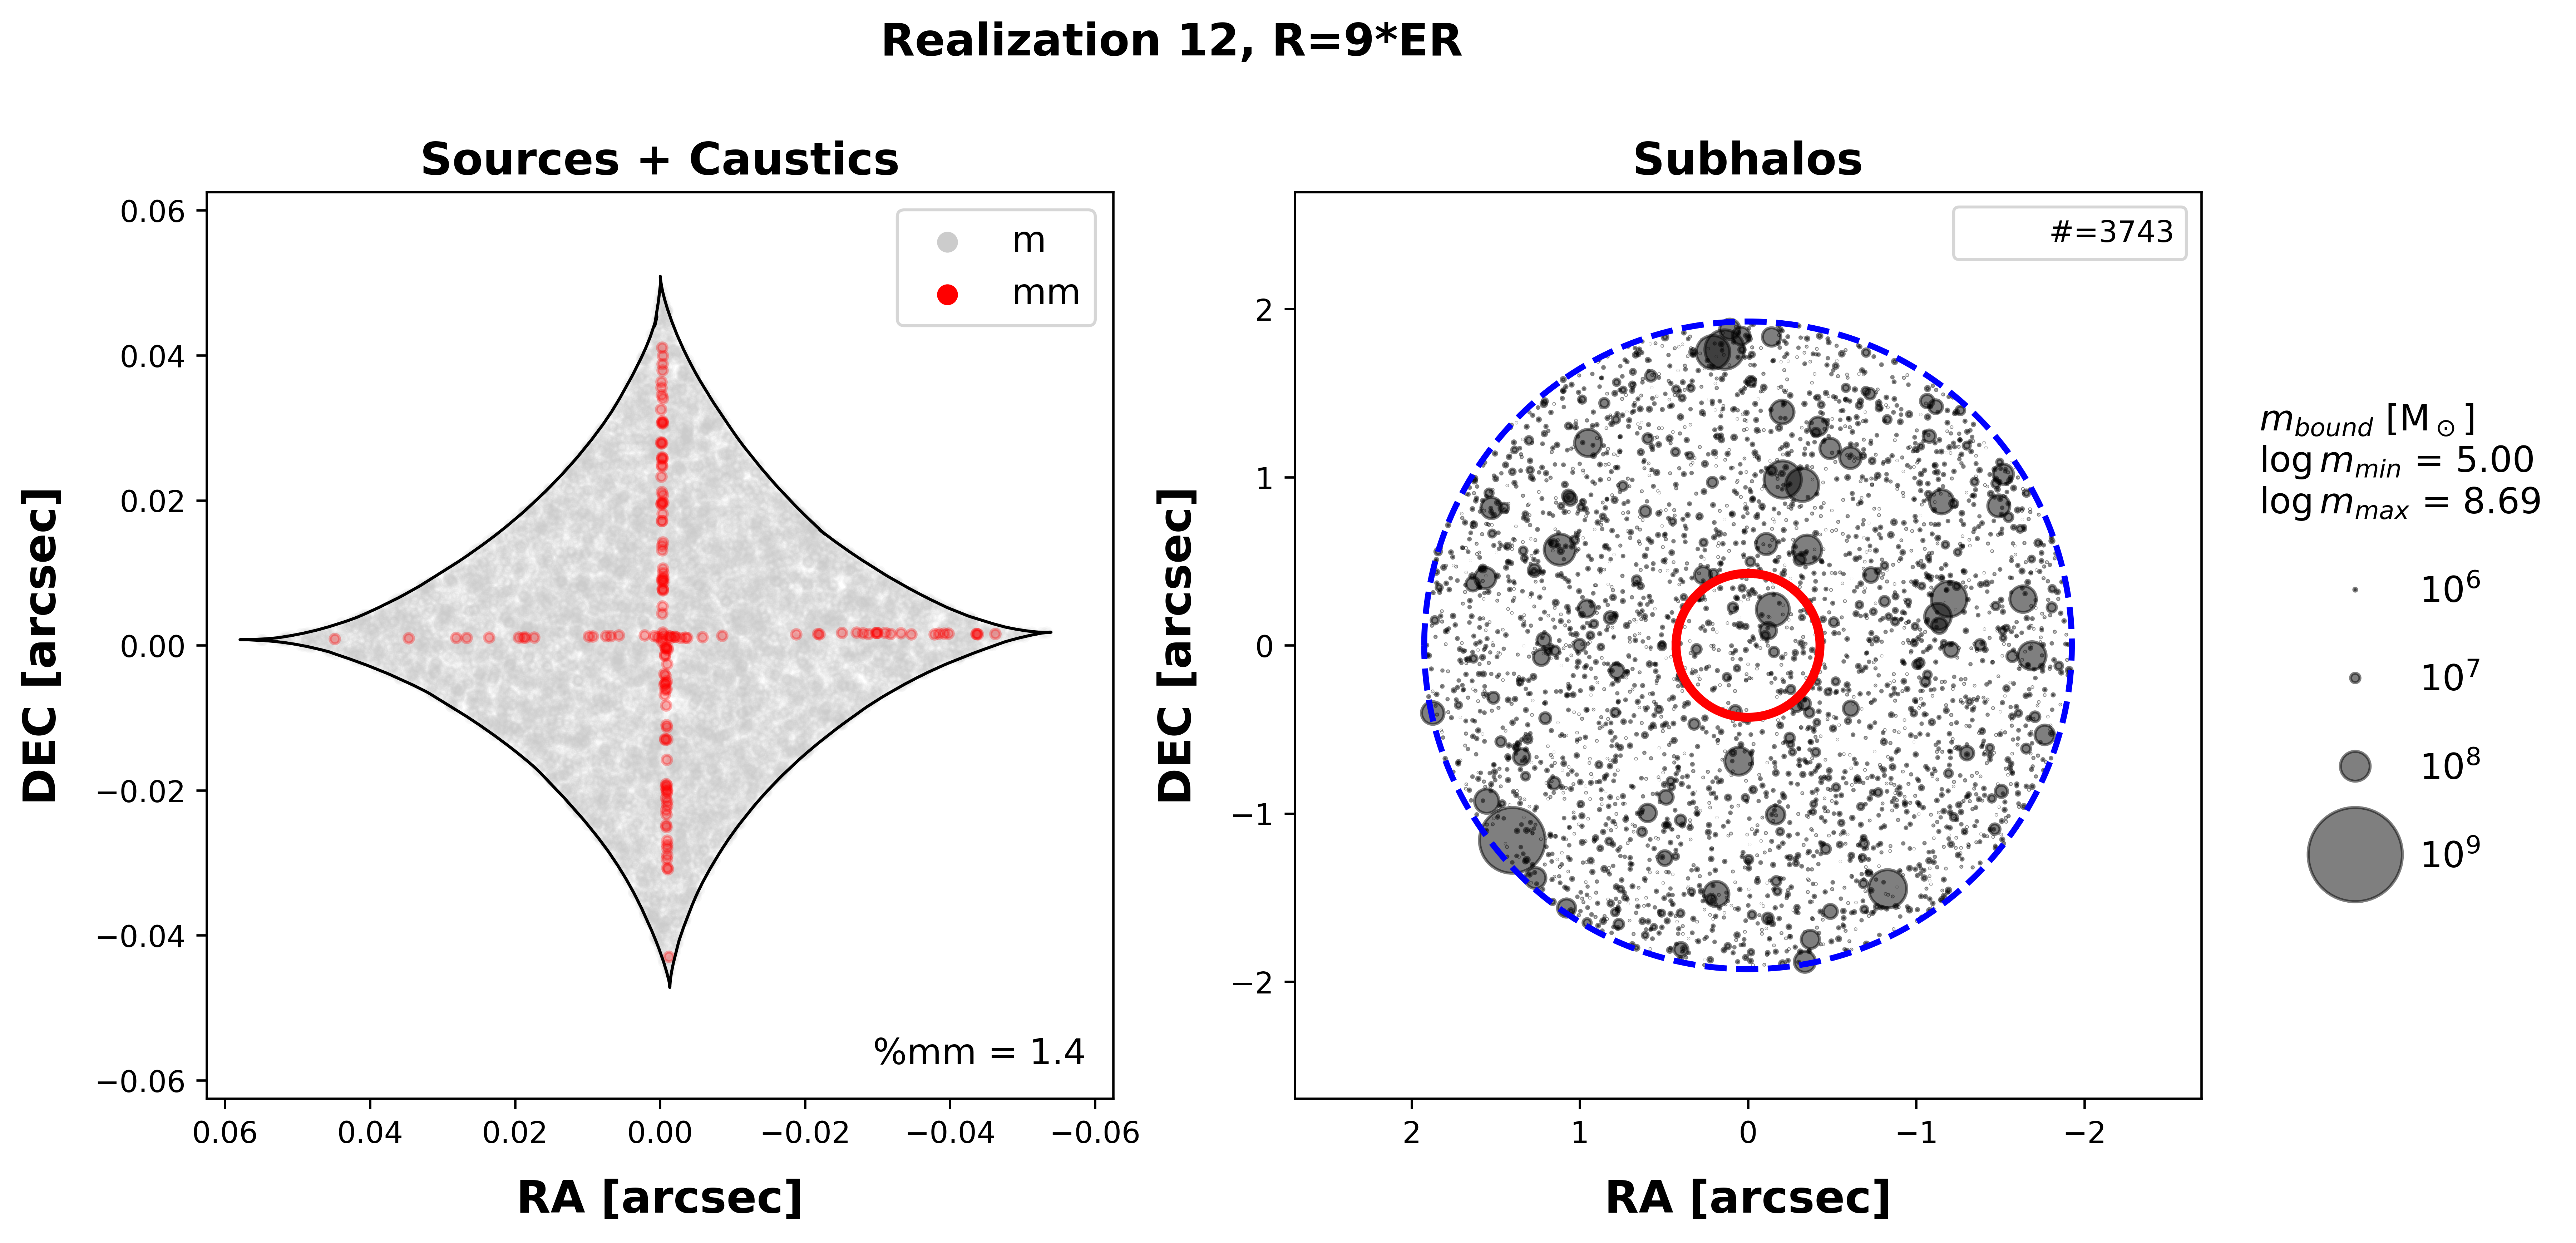 Realization 12, R=9*ER
Sources + Caustics
DEC [arcsec]
0.06
0.04
0.02
0.00
−0.02
−0.04
−0.06
m
mm
%mm = 1.4
0.06 0.04 0.02 0.00 −0.02 −0.04 −0.06
RA [arcsec]
Subhalos
DEC [arcsec]
2
1
0
−1
−2
#=3743
2 1 0 −1 −2
RA [arcsec]
m_bound [M_⊙]
log m_min = 5.00
log m_max = 8.69
10^6
10^7
10^8
10^9